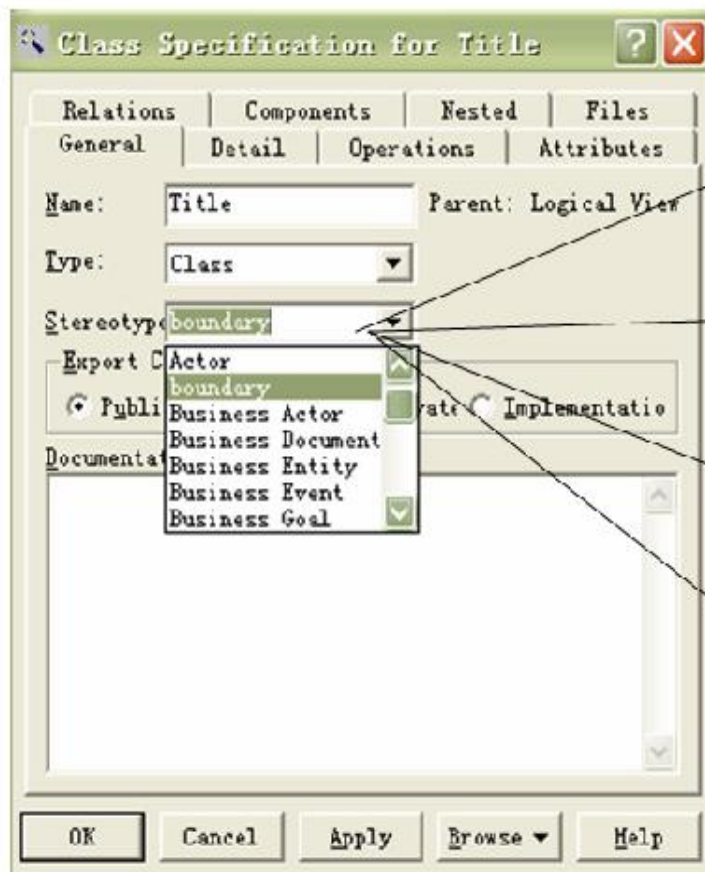 Class Specification for Title
Relations Components Nested Files
General Detail Operations Attributes
Name: Title Parent: Logical View
Type: Class
Stereotype boundary
Export C
Actor
boundary
Publi Business Actor vate Implementatio
Business Document
Documentat Business Entity
Business Event
Business Goal
OK Cancel Apply Browse Help